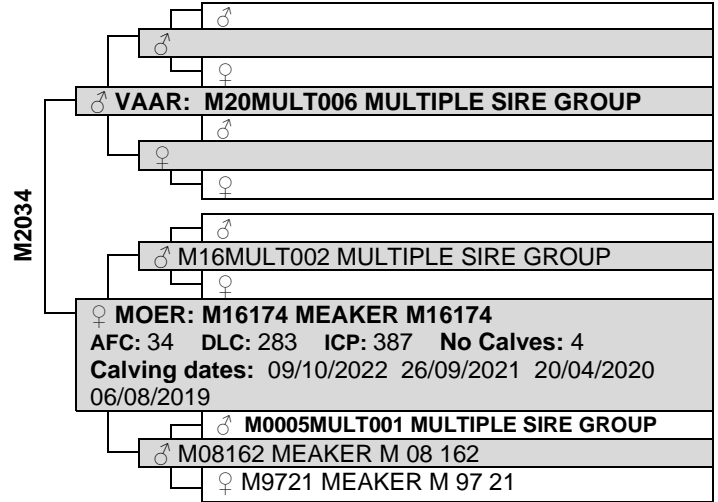 ♂
♂
♀
♂ VAAR: M20MULT006 MULTIPLE SIRE GROUP
♂
♀
♀
M2034
♂
♂ M16MULT002 MULTIPLE SIRE GROUP
♀
♀ MOER: M16174 MEAKER M16174
AFC: 34 DLC: 283 ICP: 387 No Calves: 4
Calving dates: 09/10/2022 26/09/2021 20/04/2020
06/08/2019
♂ M0005MULT001 MULTIPLE SIRE GROUP
♂ M08162 MEAKER M 08 162
♀ M9721 MEAKER M 97 21